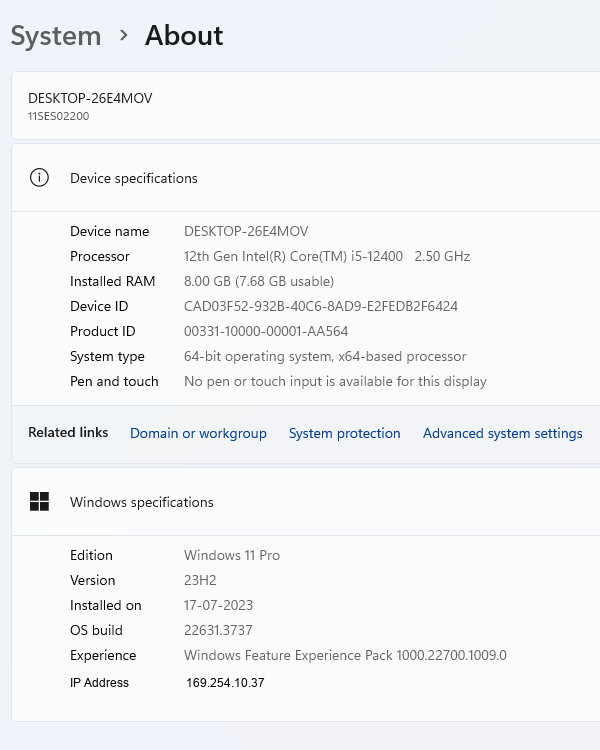 System > About
DESKTOP-26E4MOV
11SES02200
Device specifications
Device name DESKTOP-26E4MOV
Processor 12th Gen Intel(R) Core(TM) i5-12400 2.50 GHz
Installed RAM 8.00 GB (7.68 GB usable)
Device ID CAD03F52-932B-40C6-8AD9-E2FEDB2F6424
Product ID 00331-10000-00001-AA564
System type 64-bit operating system, x64-based processor
Pen and touch No pen or touch input is available for this display
Related links Domain or workgroup System protection Advanced system settings
Windows specifications
Edition Windows 11 Pro
Version 23H2
Installed on 17-07-2023
OS build 22631.3737
Experience Windows Feature Experience Pack 1000.22700.1009.0
IP Address 169.254.10.37